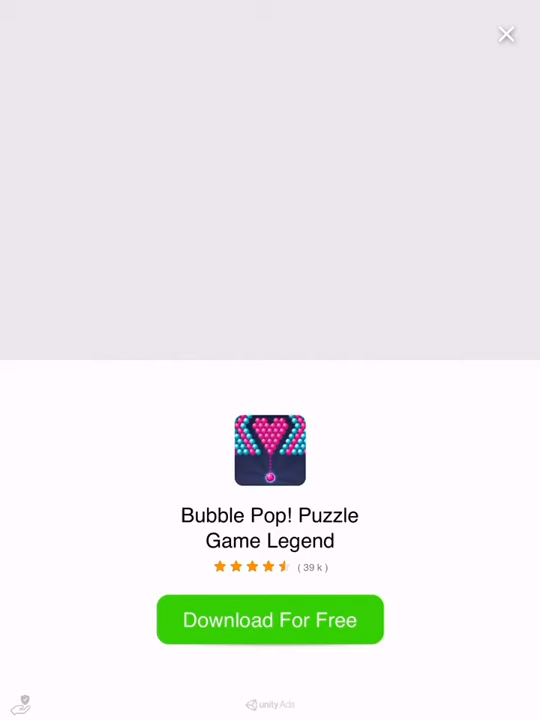 Bubble Pop! Puzzle
Game Legend
( 39 k )
Download For Free
unity Ads